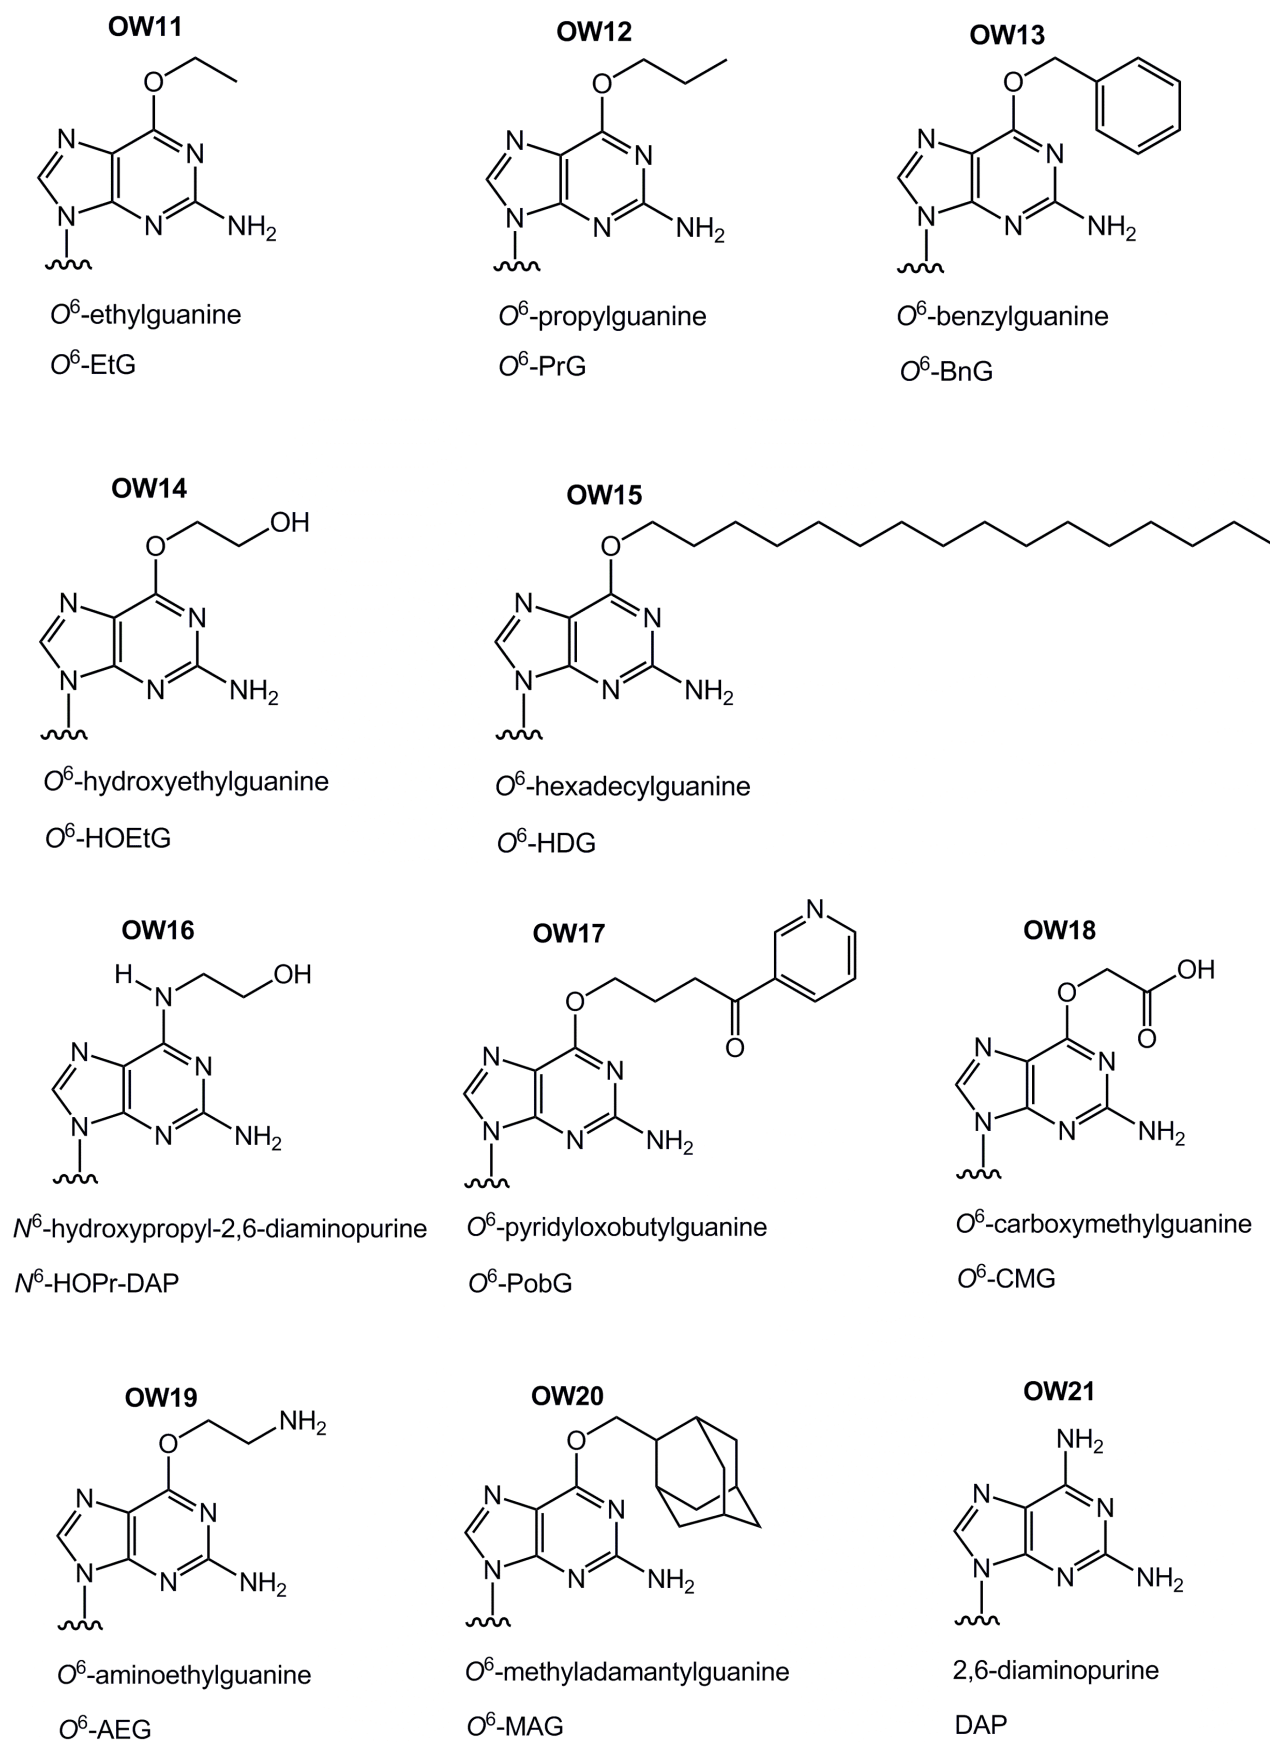 OW11
O
N
N
N
N
NH2
O6-ethylguanine
O6-EtG
OW12
O
N
N
N
N
NH2
O6-propylguanine
O6-PrG
OW13
O
N
N
N
N
NH2
O6-benzylguanine
O6-BnG
OW14
OH
O
N
N
N
N
NH2
O6-hydroxyethylguanine
O6-HOEtG
OW15
O
N
N
N
N
NH2
O6-hexadecylguanine
O6-HDG
OW16
H
OH
N
N
N
N
N
NH2
N6-hydroxypropyl-2,6-diaminopurine
N6-HOPr-DAP
OW17
N
O
O
N
N
N
N
NH2
O6-pyridyloxobutylguanine
O6-PobG
OW18
OH
O
O
N
N
N
N
NH2
O6-carboxymethylguanine
O6-CMG
OW19
NH2
O
N
N
N
N
NH2
O6-aminoethylguanine
O6-AEG
OW20
O
N
N
N
N
NH2
O6-methyladamantylguanine
O6-MAG
OW21
NH2
N
N
N
N
NH2
2,6-diaminopurine
DAP